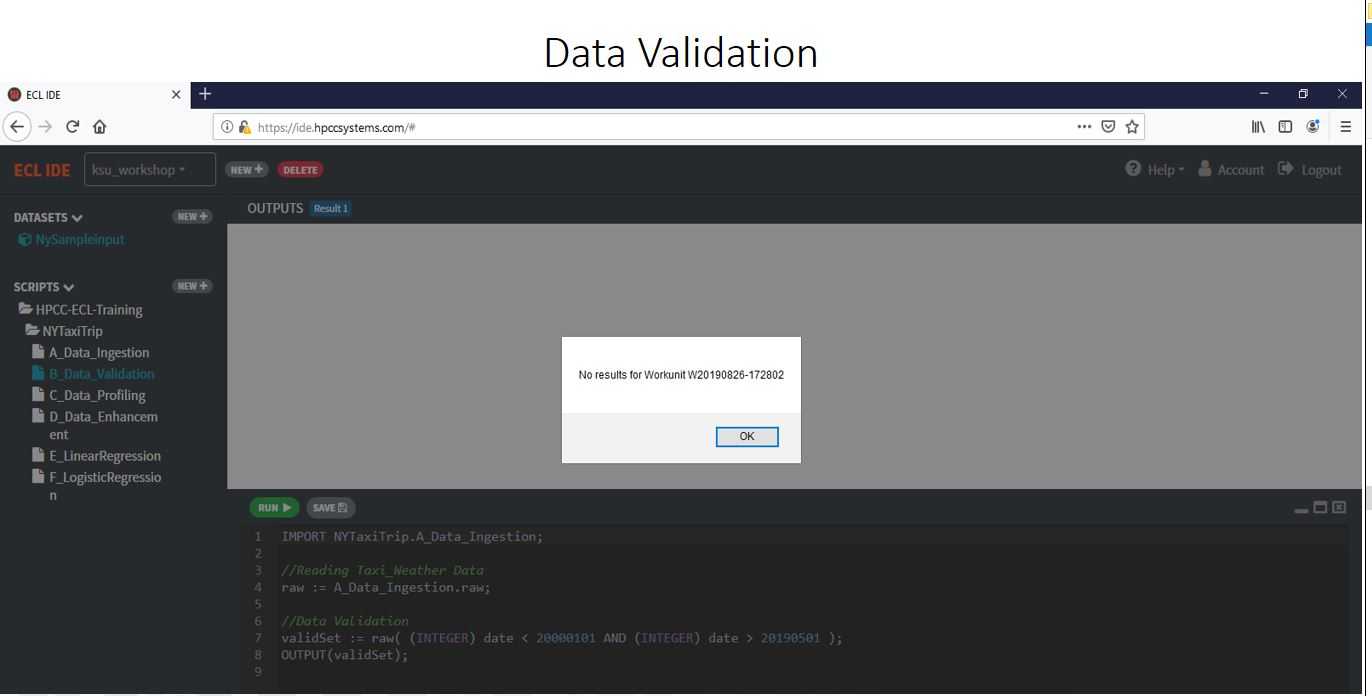 Data Validation
ECL IDE
https://ide.hpccsystems.com/#
ECL IDE ksu_workshop NEW + DELETE Help Account Logout
DATASETS NEW + OUTPUTS Result 1
NySampleinput
SCRIPTS NEW +
HPCC-ECL-Training
NYTaxiTrip
A_Data_Ingestion
B_Data_Validation
C_Data_Profiling
D_Data_Enhancem
ent
E_LinearRegression
F_LogisticRegressio
n
No results for Workunit W20190826-172802
OK
RUN SAVE
1 IMPORT NYTaxiTrip.A_Data_Ingestion;
2
3 //Reading Taxi_Weather Data
4 raw := A_Data_Ingestion.raw;
5
6 //Data Validation
7 validSet := raw( (INTEGER) date < 20000101 AND (INTEGER) date > 20190501 );
8 OUTPUT(validSet);
9